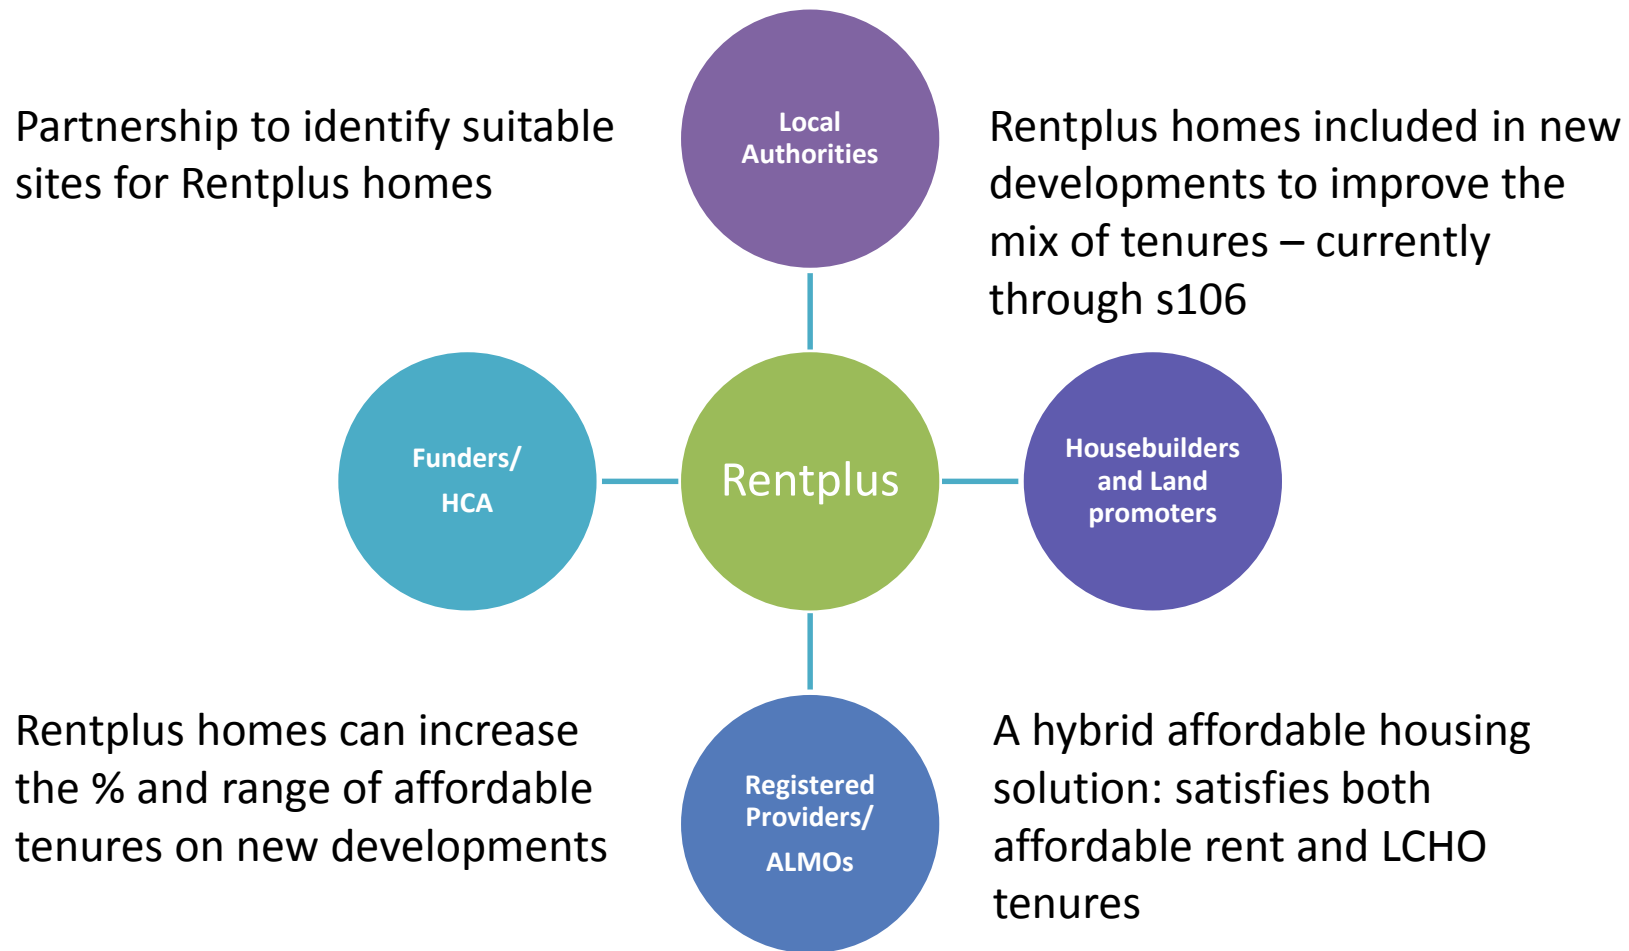 Local
Authorities
Partnership to identify suitable
sites for Rentplus homes
Rentplus homes included in new
developments to improve the
mix of tenures – currently
through s106
Funders/
HCA
Rentplus
Housebuilders
and Land
promoters
Rentplus homes can increase
the % and range of affordable
tenures on new developments
Registered
Providers/
ALMOs
A hybrid affordable housing
solution: satisfies both
affordable rent and LCHO
tenures